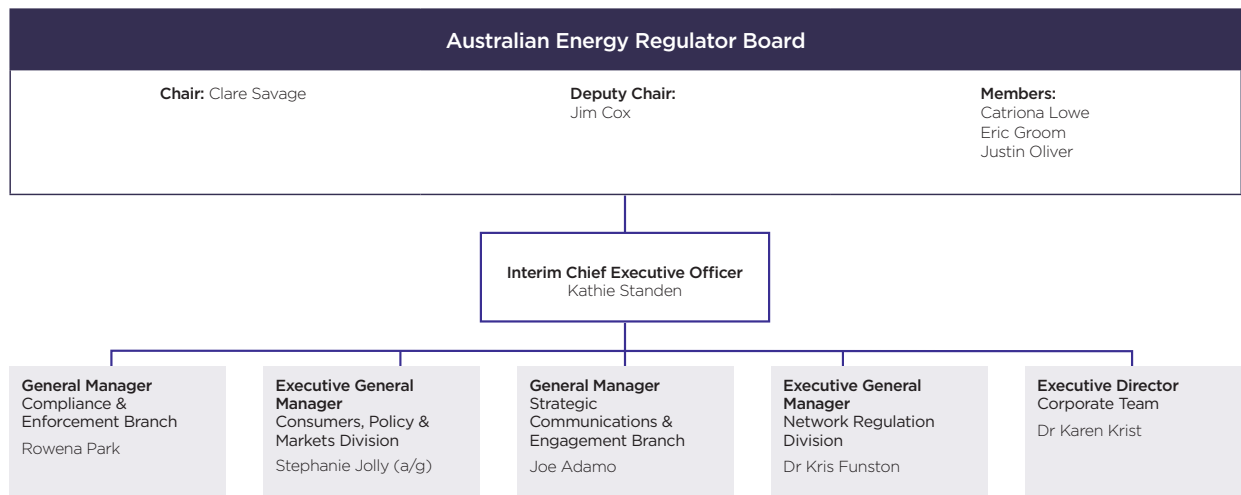 Australian Energy Regulator Board
Chair: Clare Savage
Deputy Chair:
Jim Cox
Members:
Catriona Lowe
Eric Groom
Justin Oliver
Interim Chief Executive Officer
Kathie Standen
General Manager
Compliance &
Enforcement Branch
Rowena Park
Executive General
Manager
Consumers, Policy &
Markets Division
Stephanie Jolly (a/g)
General Manager
Strategic
Communications &
Engagement Branch
Joe Adamo
Executive General
Manager
Network Regulation
Division
Dr Kris Funston
Executive Director
Corporate Team
Dr Karen Krist